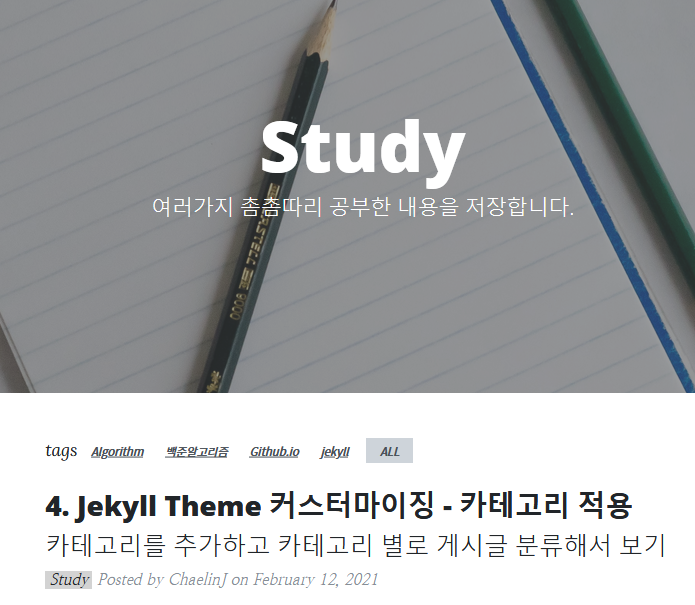 Study
여러가지 촘촘따리 공부한 내용을 저장합니다.
9000
tags Algorithm 백준알고리즘 Github.io jekyll ALL
4. Jekyll Theme 커스터마이징 - 카테고리 적용
카테고리를 추가하고 카테고리 별로 게시글 분류해서 보기
Study Posted by ChaelinJ on February 12, 2021